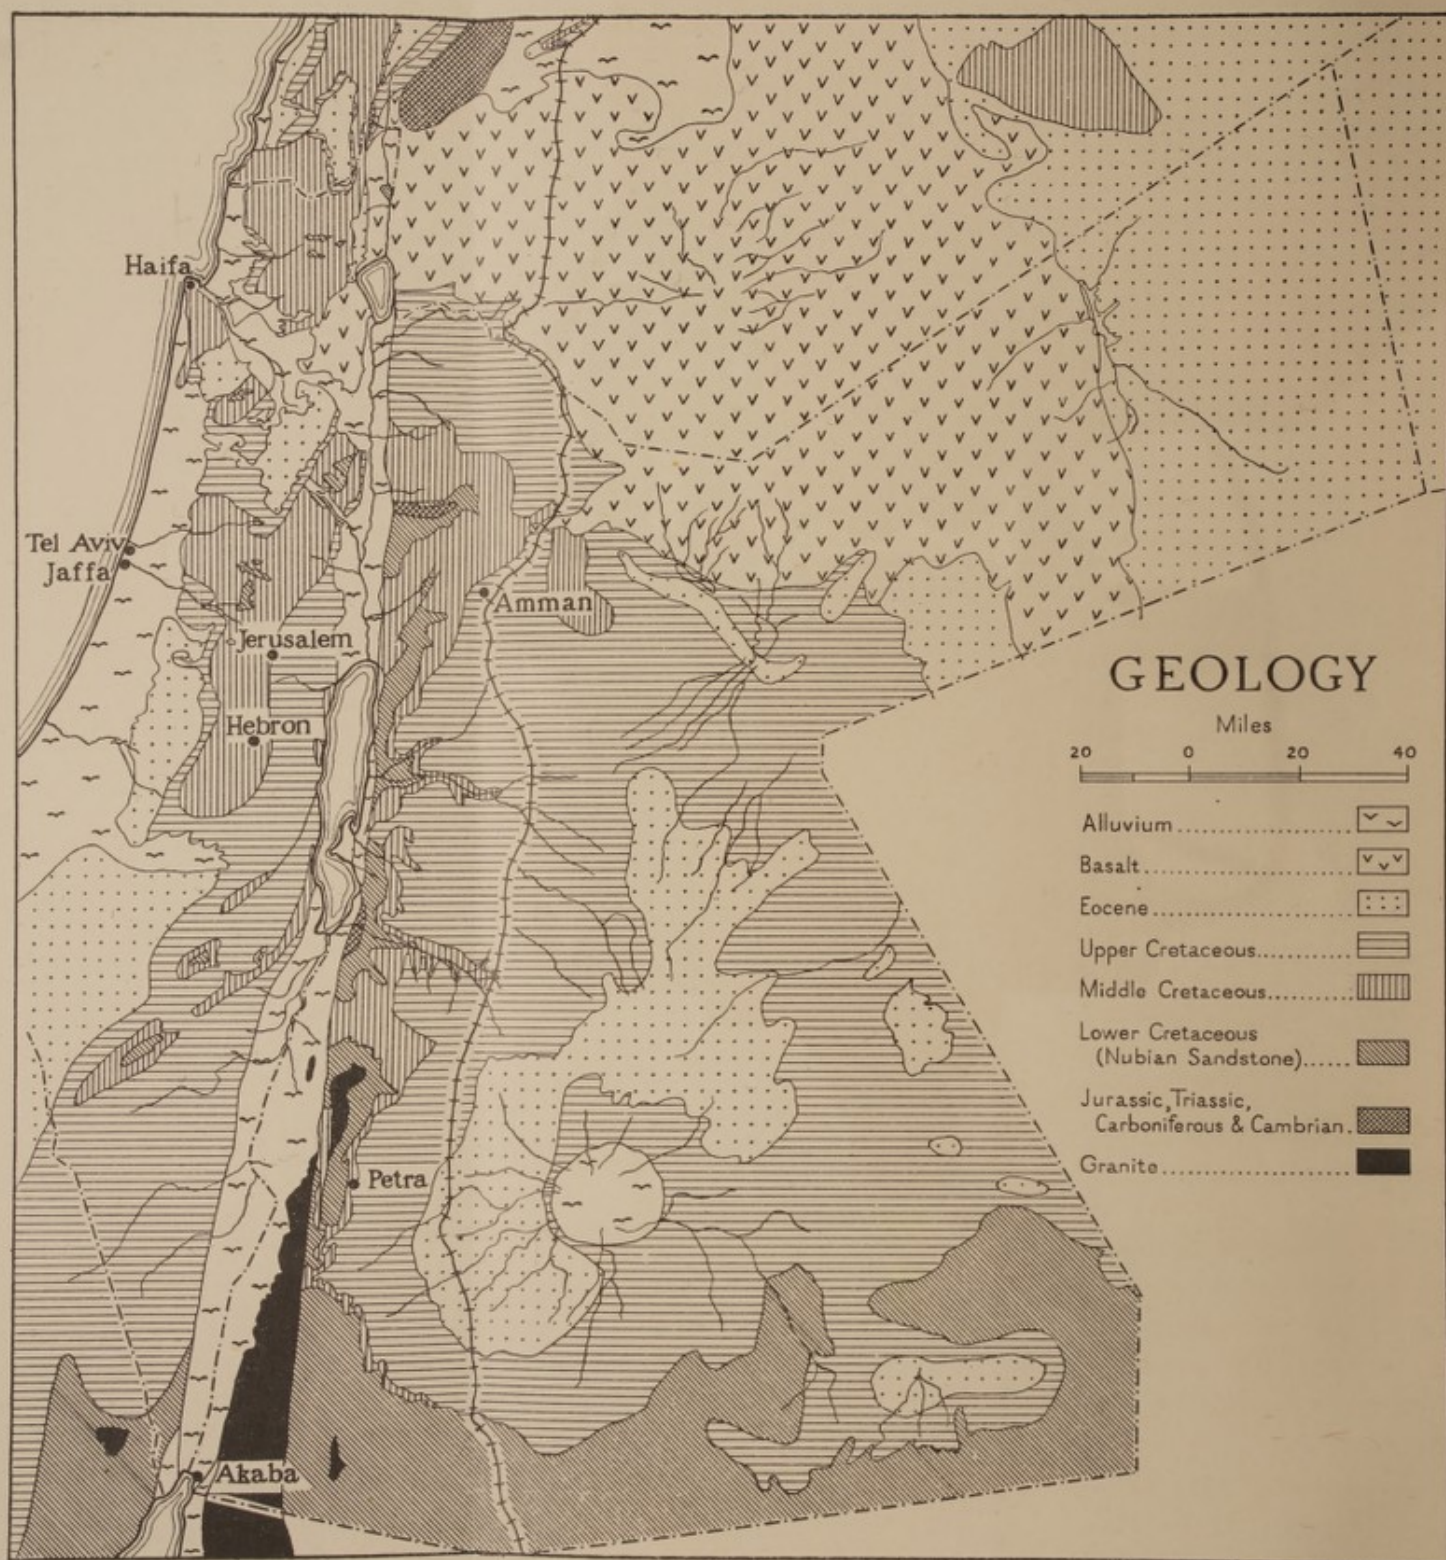 Haifa
Tel Aviv
Jaffa
Amman
Jerusalem
Hebron
GEOLOGY
Miles
20 0 20 40
Alluvium
Basalt
Eocene
Upper Cretaceous
Middle Cretaceous
Lower Cretaceous
(Nubian Sandstone)
Jurassic, Triassic,
Carboniferous & Cambrian
Granite
Petra
Akaba